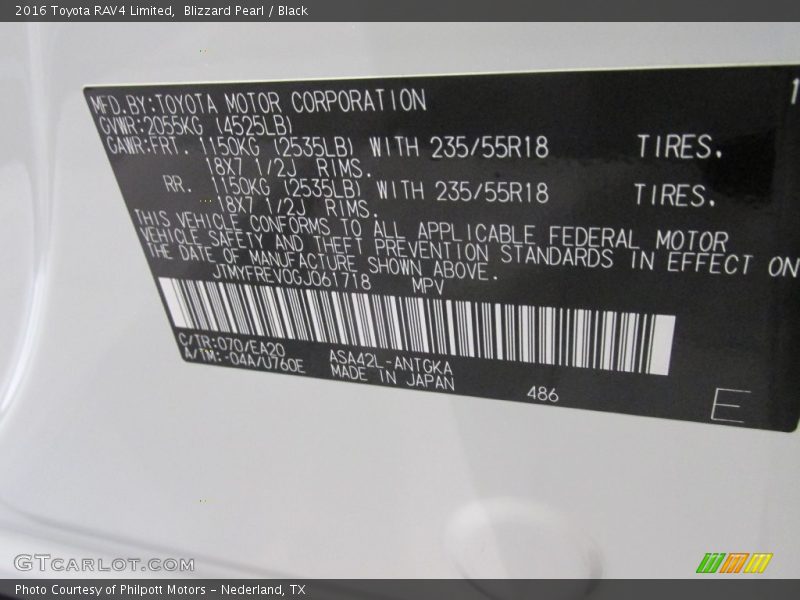 2016 Toyota RAV4 Limited, Blizzard Pearl / Black
MFD.BY:TOYOTA MOTOR CORPORATION
GVWR:2055KG (4525LB)
GAWR:FRT. 1150KG (2535LB) WITH 235/55R18 TIRES.
18X7 1/2J RIMS.
RR. 1150KG (2535LB) WITH 235/55R18 TIRES.
18X7 1/2J RIMS.
THIS VEHICLE CONFORMS TO ALL APPLICABLE FEDERAL MOTOR
VEHICLE SAFETY AND THEFT PREVENTION STANDARDS IN EFFECT ON
THE DATE OF MANUFACTURE SHOWN ABOVE.
JTMYFREV0GJ061718 MPV
C/TR:070/EA20 ASA42L-ANTGKA
A/TM:-04A/U760E MADE IN JAPAN
486
E
GTCARLOT.COM
Photo Courtesy of Philpott Motors – Nederland, TX